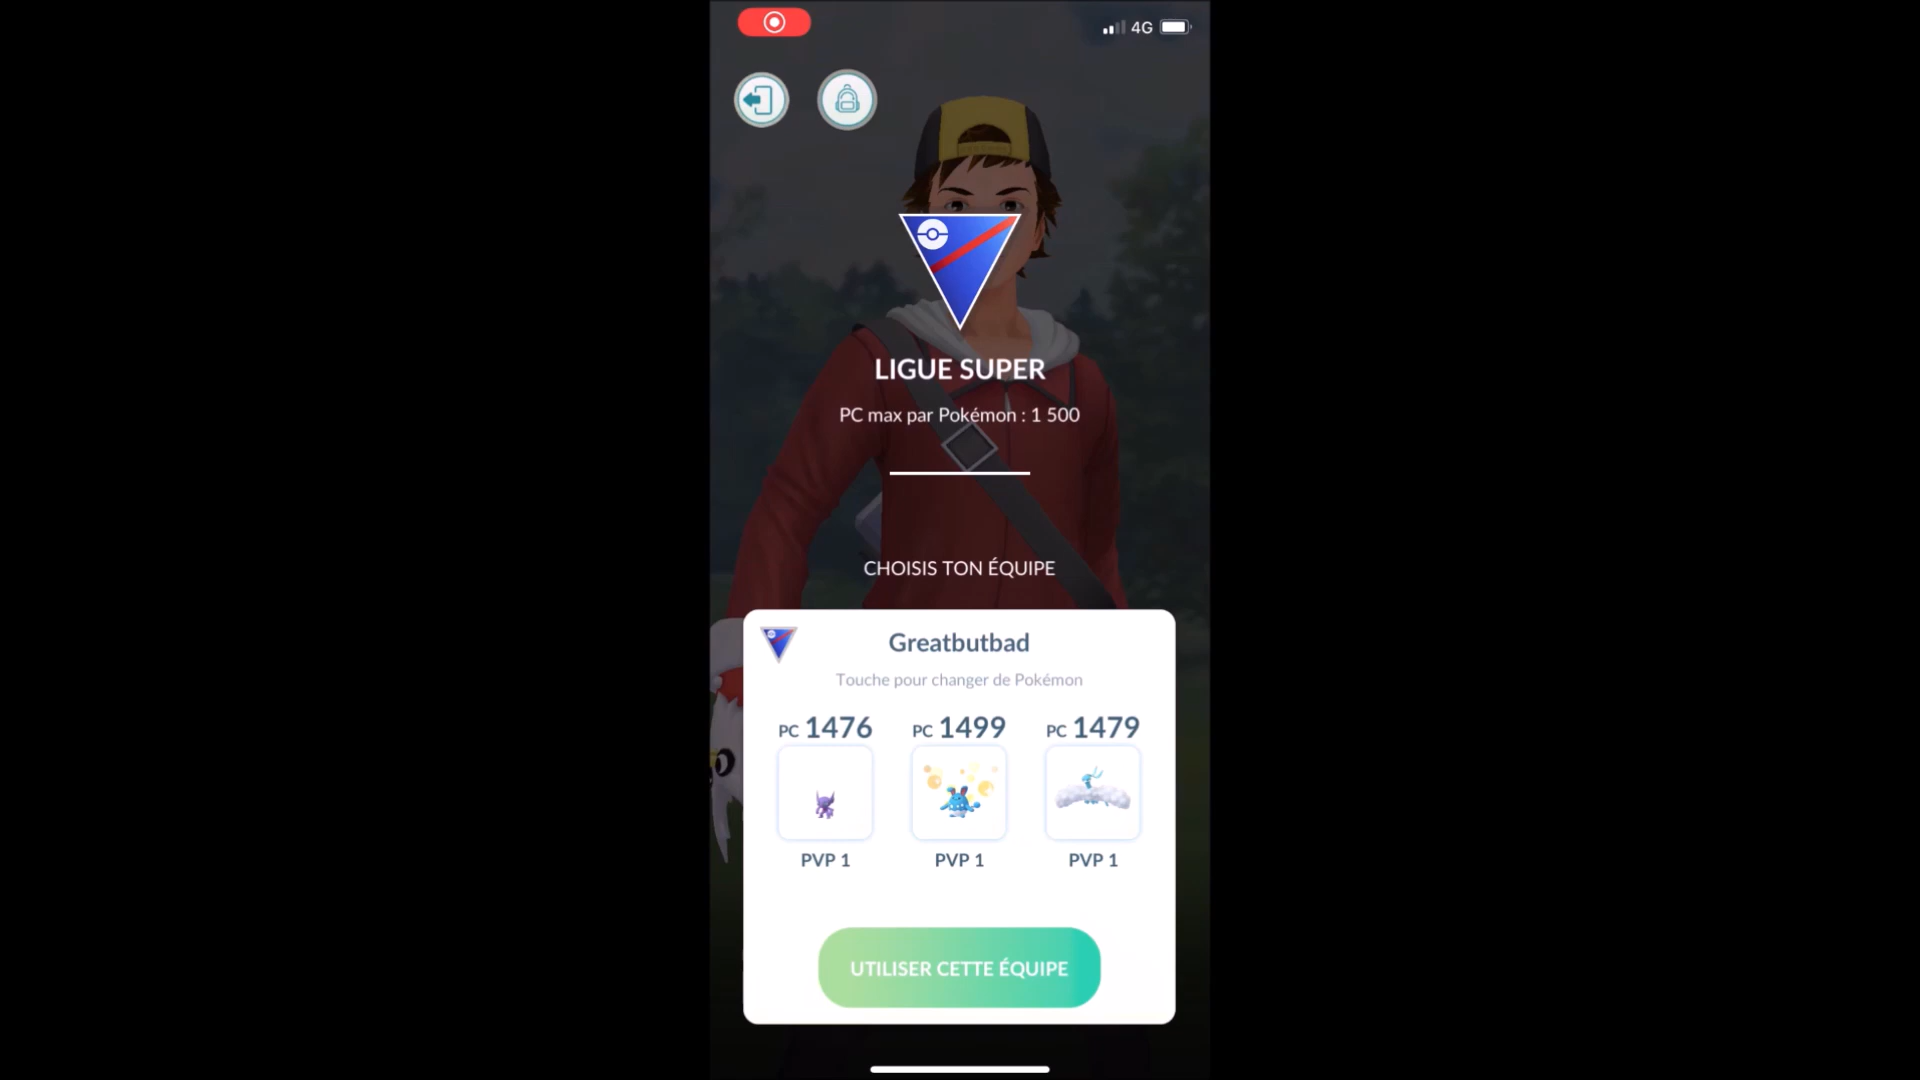 4G
LIGUE SUPER
PC max par Pokémon : 1 500
CHOISIS TON ÉQUIPE
Greatbutbad
Touche pour changer de Pokémon
PC 1476 PC 1499 PC 1479
PVP 1 PVP 1 PVP 1
UTILISER CETTE ÉQUIPE